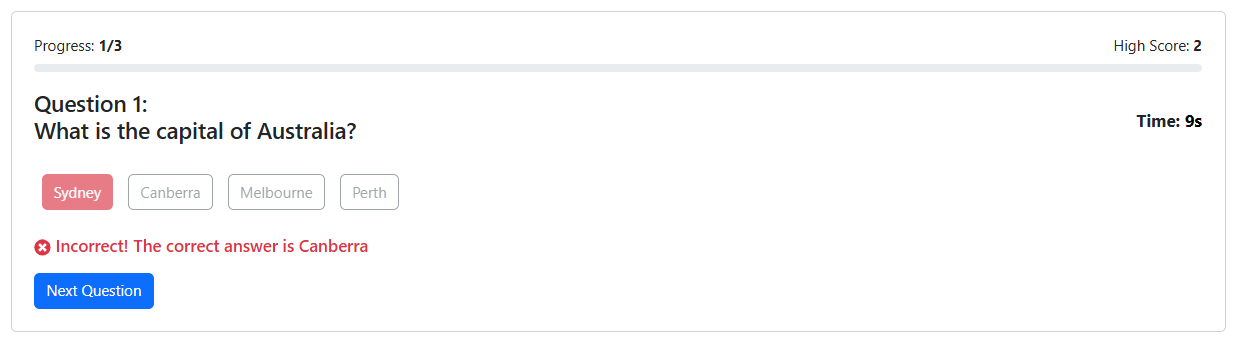 Progress: 1/3
High Score: 2
Question 1:
What is the capital of Australia?
Time: 9s
Sydney Canberra Melbourne Perth
Incorrect! The correct answer is Canberra
Next Question